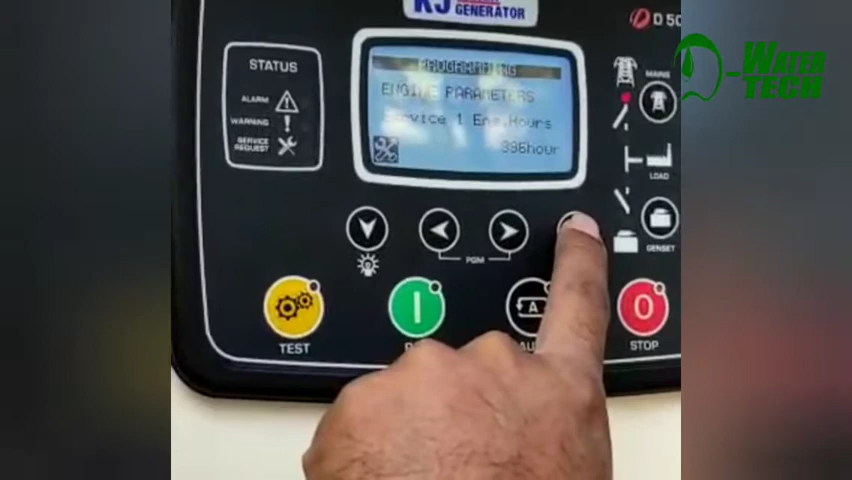 GENERATOR
D 50
WATER
TECH
STATUS
PROGRAMMING
ENGINE PARAMETERS
Service 1 Eng.Hours
396hour
ALARM
WARNING
SERVICE
REQUEST
MAINS
LOAD
GENSET
PGM
A
TEST
STOP